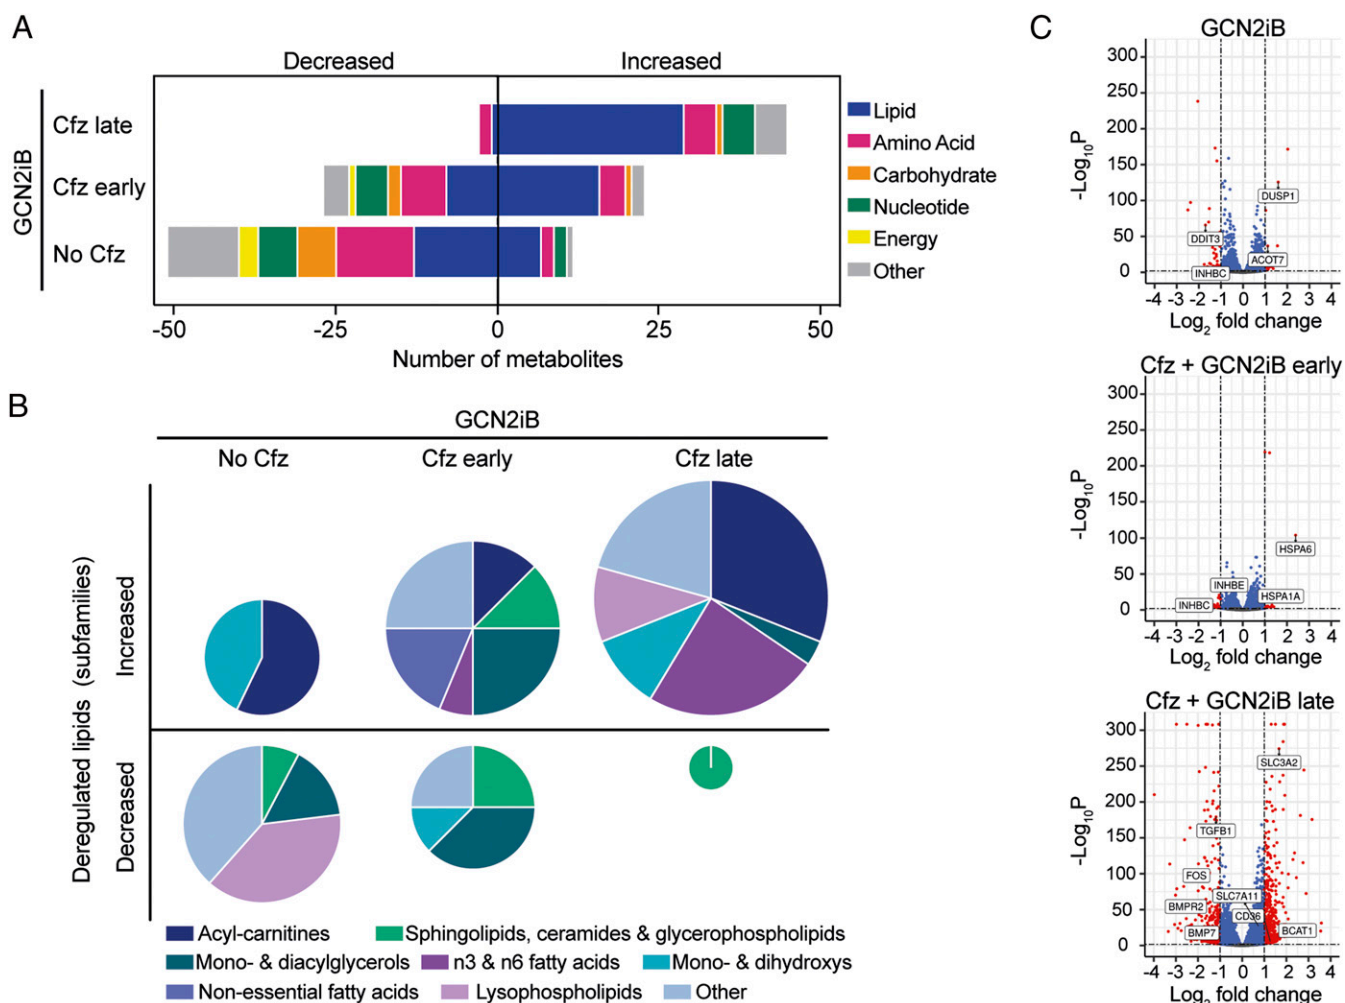 A
Decreased
Increased
GCN2iB
Cfz late
Cfz early
No Cfz
-50
-25
0
25
50
Number of metabolites
Lipid
Amino Acid
Carbohydrate
Nucleotide
Energy
Other
B
GCN2iB
No Cfz
Cfz early
Cfz late
Deregulated lipids (subfamilies)
Increased
Decreased
Acyl-carnitines
Sphingolipids, ceramides & glycerophospholipids
Mono- & diacylglycerols
n3 & n6 fatty acids
Mono- & dihydroxys
Non-essential fatty acids
Lysophospholipids
Other
C
GCN2iB
-Log10P
300
250
200
150
100
50
0
DUSP1
DDIT3
ACOT7
INHBC
-4 -3 -2 -1 0 1 2 3 4
Log2 fold change
Cfz + GCN2iB early
-Log10P
300
250
200
150
100
50
0
HSPA6
INHBE
HSPA1A
INHBC
-4 -3 -2 -1 0 1 2 3 4
Log2 fold change
Cfz + GCN2iB late
-Log10P
300
250
200
150
100
50
0
SLC3A2
TGFB1
FOS
SLC7A11
BMPR2
CD36
BMP7
BCAT1
-4 -3 -2 -1 0 1 2 3 4
Log2 fold change